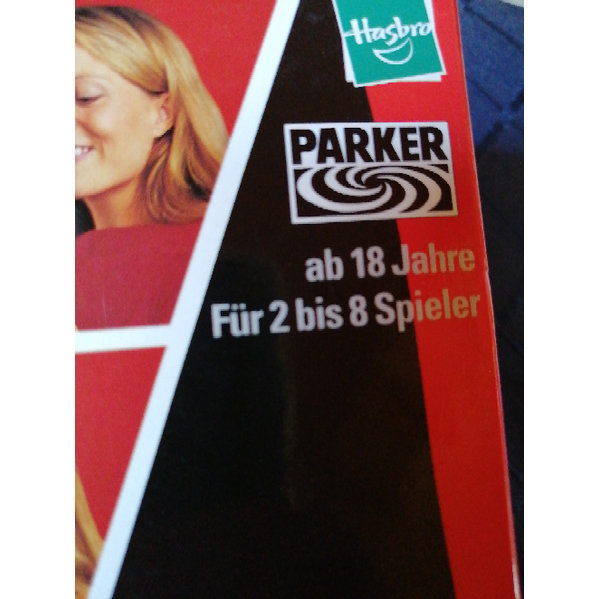 Hasbro
PARKER
ab 18 Jahre
Für 2 bis 8 Spieler